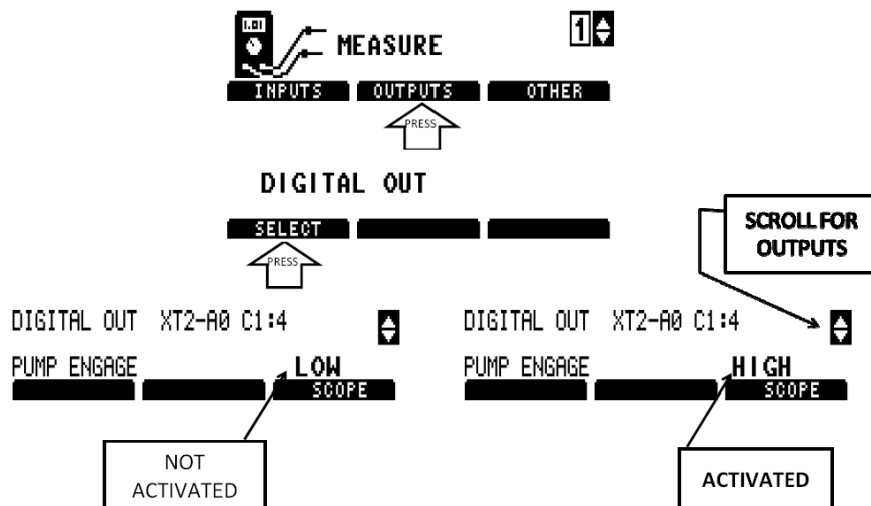 1.01
MEASURE
1
INPUTS OUTPUTS OTHER
PRESS
DIGITAL OUT
SELECT
PRESS
SCROLL FOR
OUTPUTS
DIGITAL OUT XT2-A0 C1:4
PUMP ENGAGE LOW
SCOPE
DIGITAL OUT XT2-A0 C1:4
PUMP ENGAGE HIGH
SCOPE
NOT
ACTIVATED
ACTIVATED